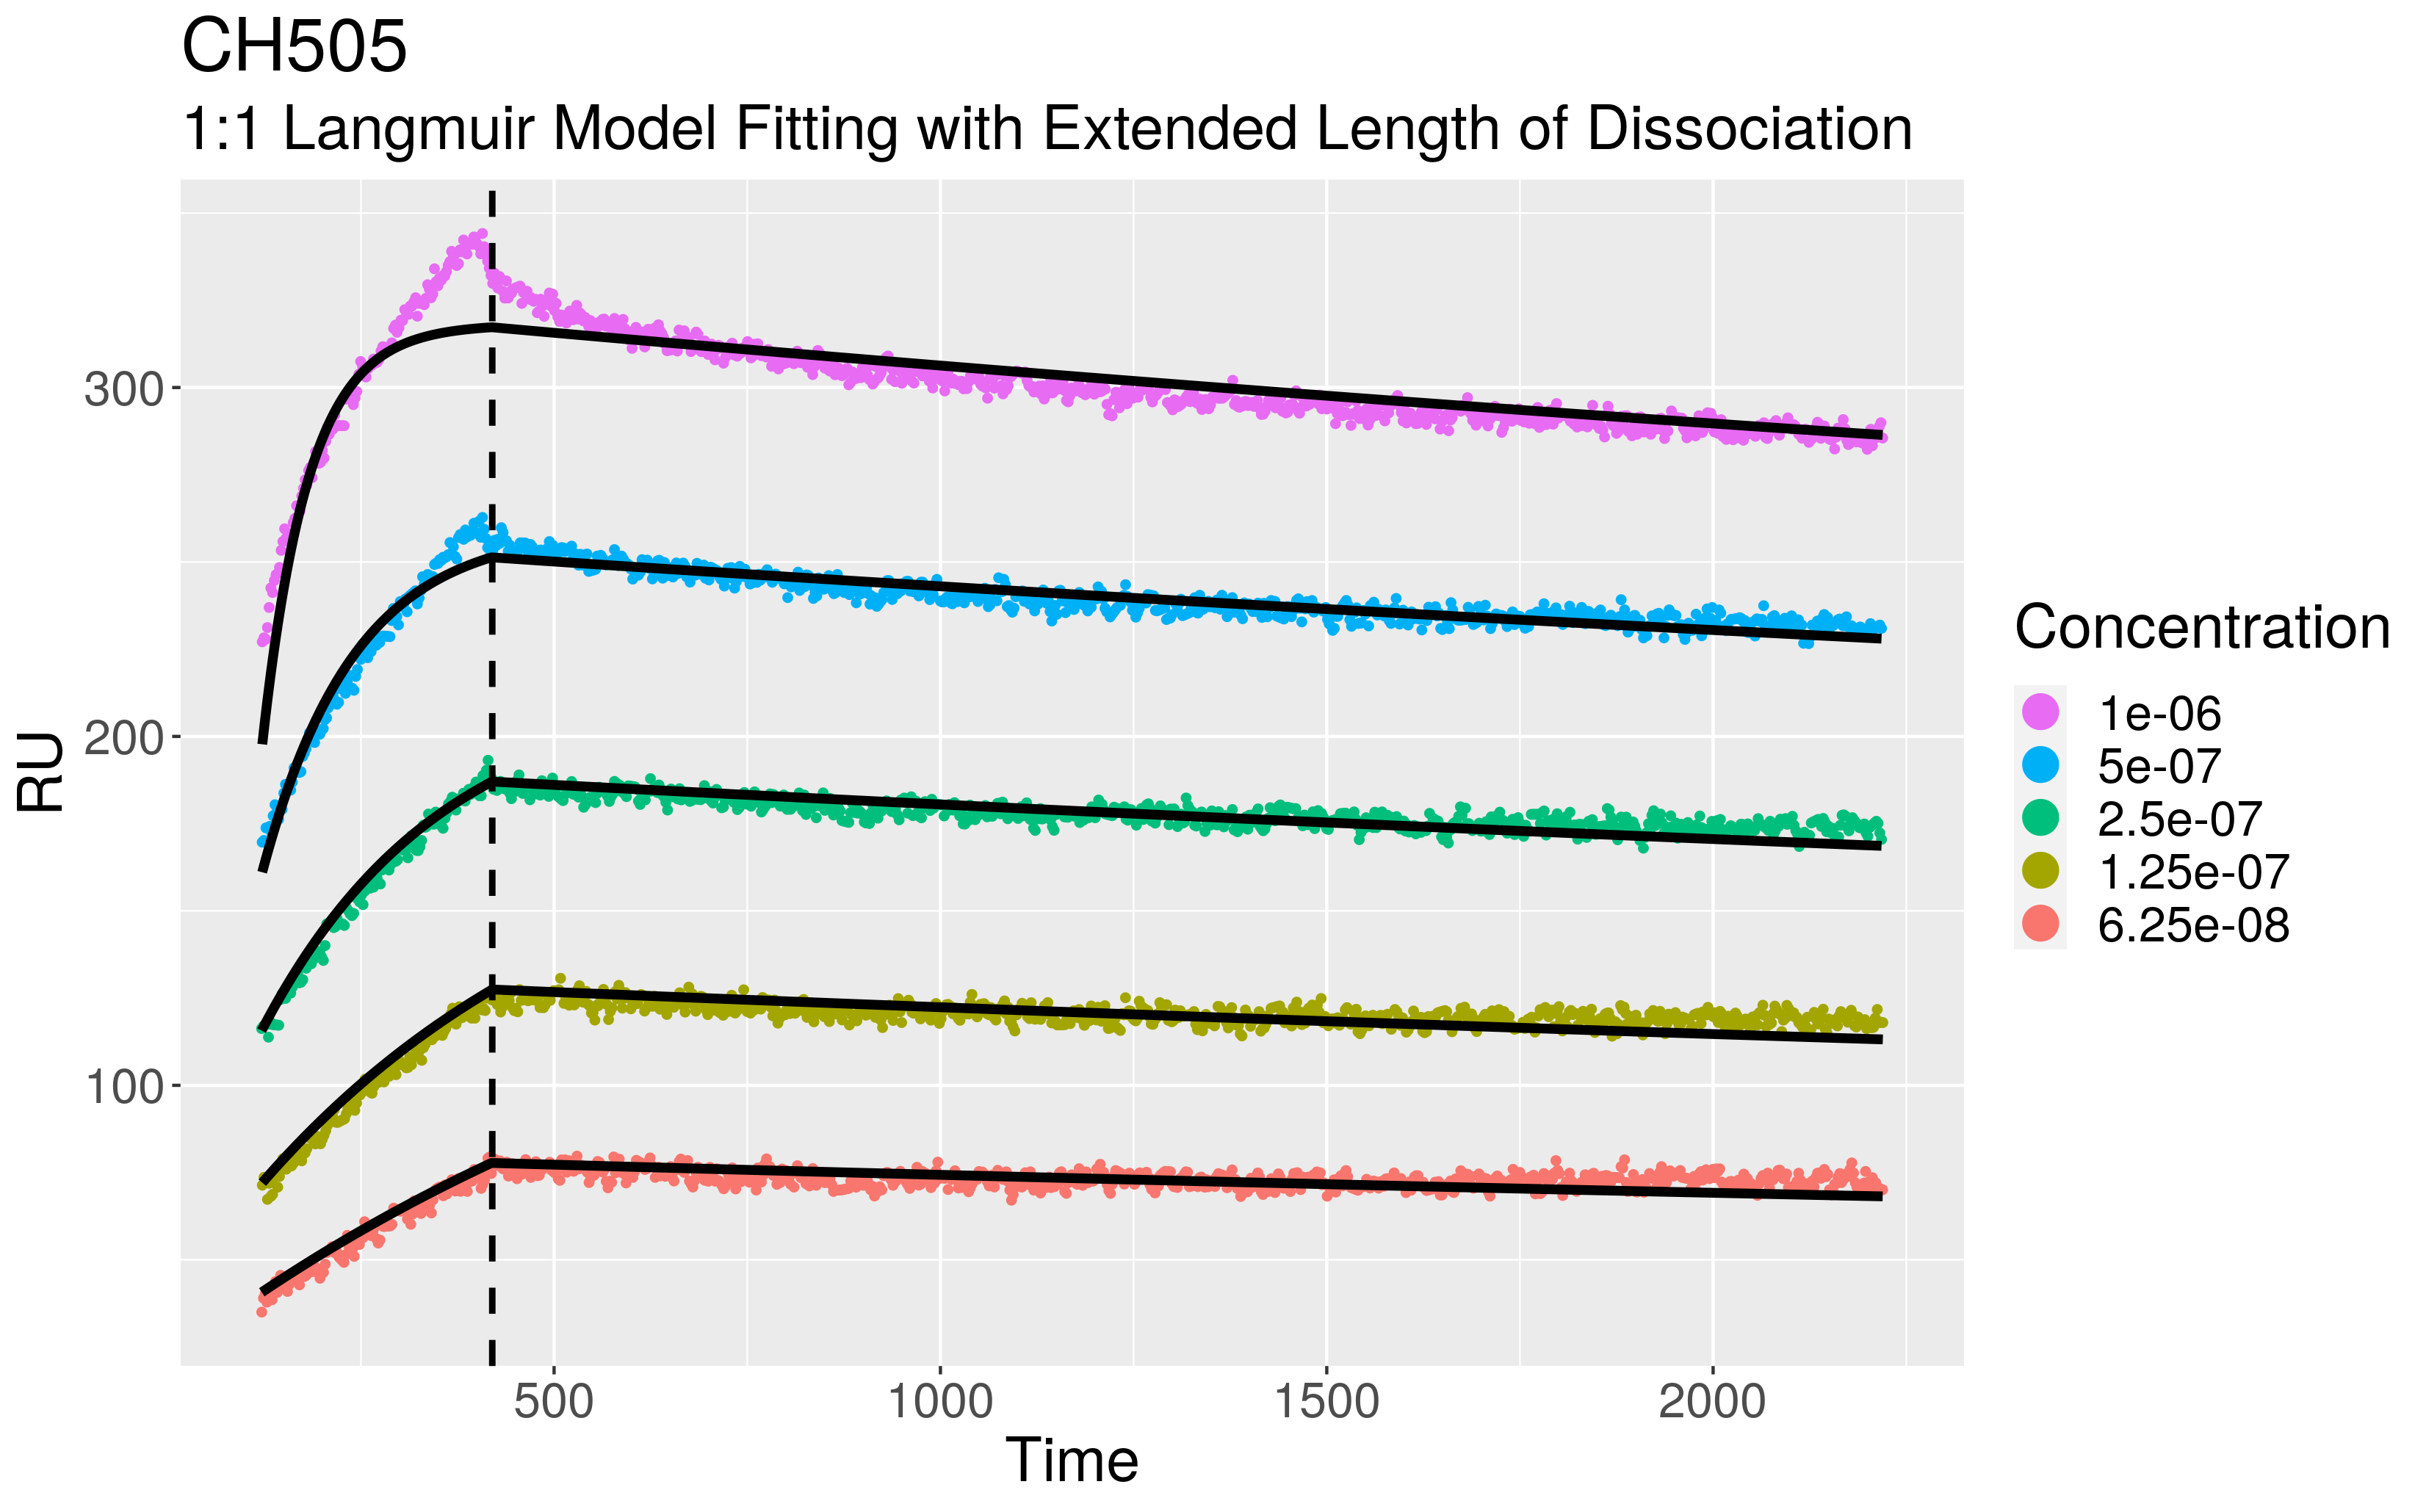 CH505
1:1 Langmuir Model Fitting with Extended Length of Dissociation
RU
300
200
100
500 1000 1500 2000
Time
Concentration
1e-06
5e-07
2.5e-07
1.25e-07
6.25e-08